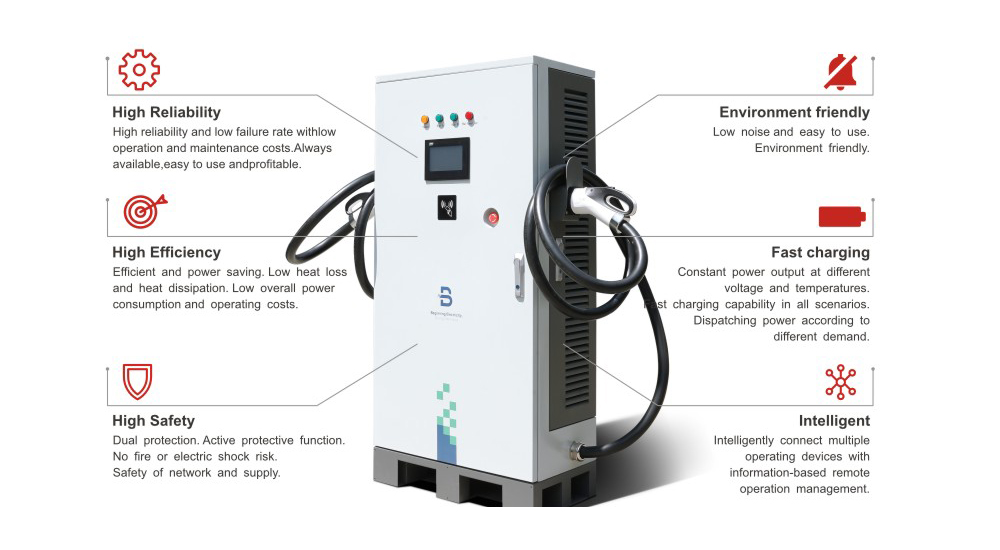 High Reliability
High reliability and low failure rate withlow
operation and maintenance costs.Always
available,easy to use andprofitable.
High Efficiency
Efficient and power saving. Low heat loss
and heat dissipation. Low overall power
consumption and operating costs.
High Safety
Dual protection. Active protective function.
No fire or electric shock risk.
Safety of network and supply.
Environment friendly
Low noise and easy to use.
Environment friendly.
Fast charging
Constant power output at different
voltage and temperatures.
Fast charging capability in all scenarios.
Dispatching power according to
different demand.
Intelligent
Intelligently connect multiple
operating devices with
information-based remote
operation management.